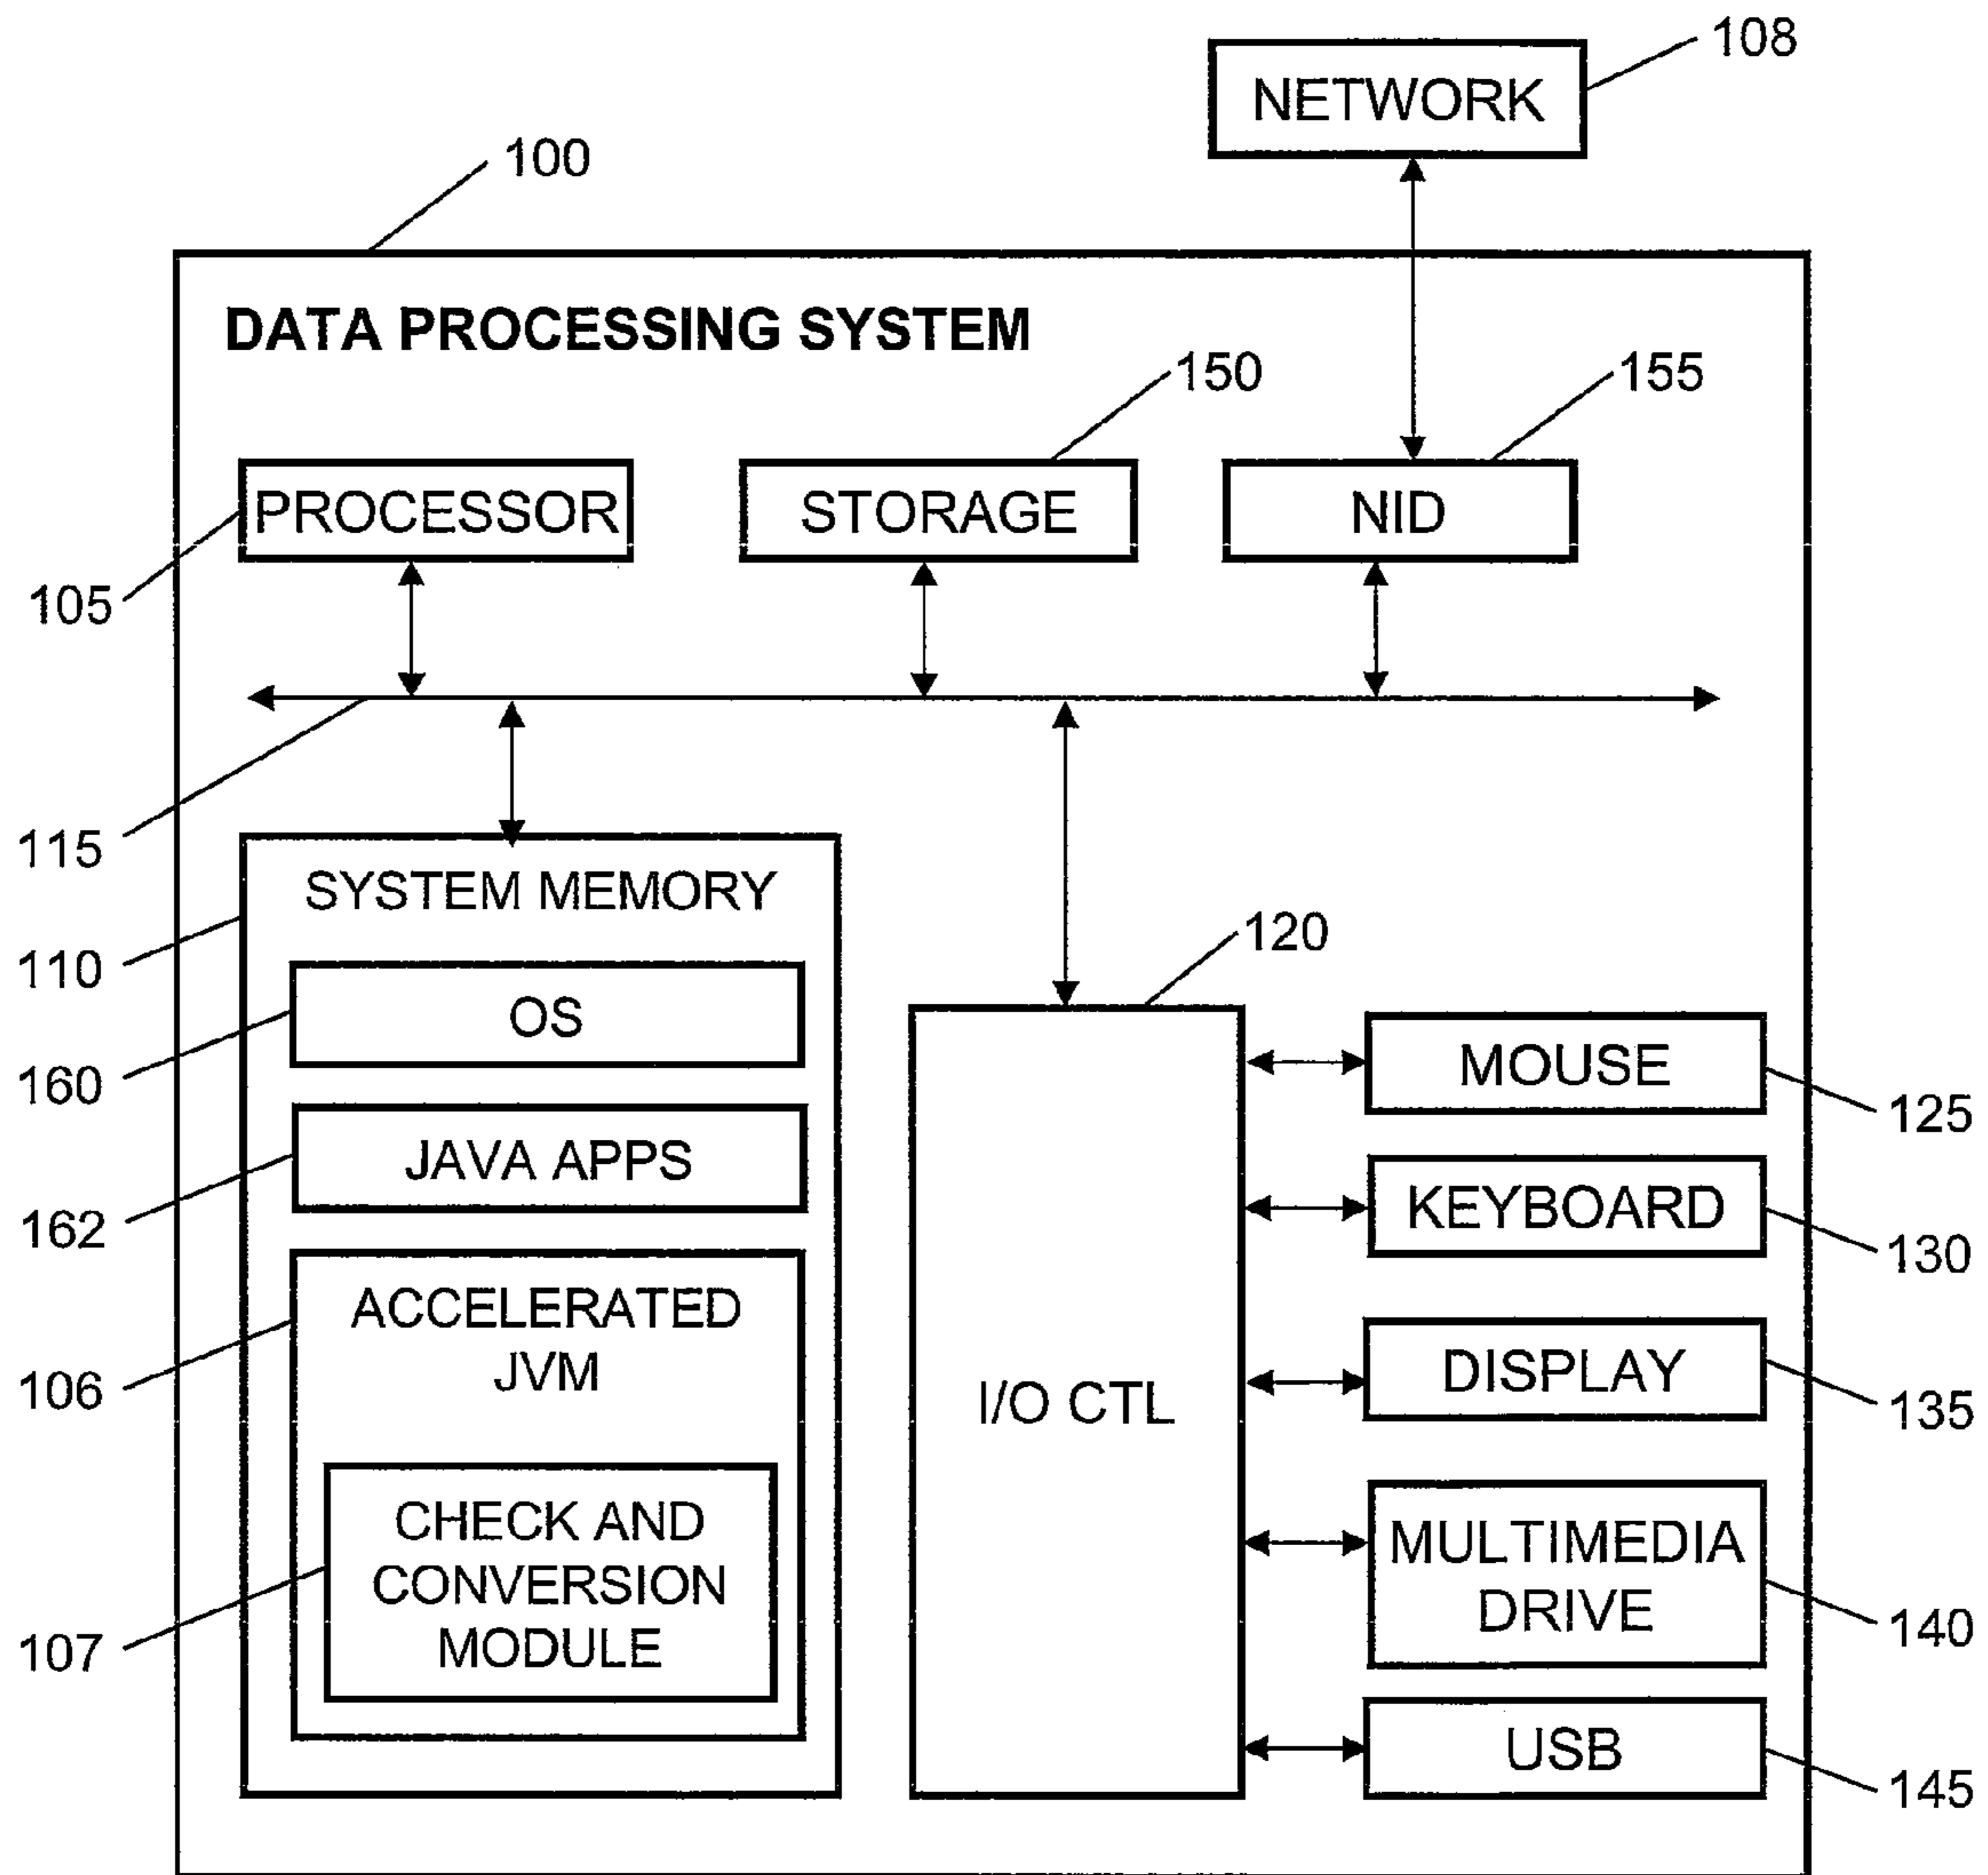 108
NETWORK
100
DATA PROCESSING SYSTEM
150
155
PROCESSOR
STORAGE
NID
105
115
SYSTEM MEMORY
110
120
OS
160
MOUSE
125
JAVA APPS
162
KEYBOARD
130
ACCELERATED
JVM
106
I/O CTL
DISPLAY
135
CHECK AND
CONVERSION
MODULE
107
MULTIMEDIA
DRIVE
140
USB
145